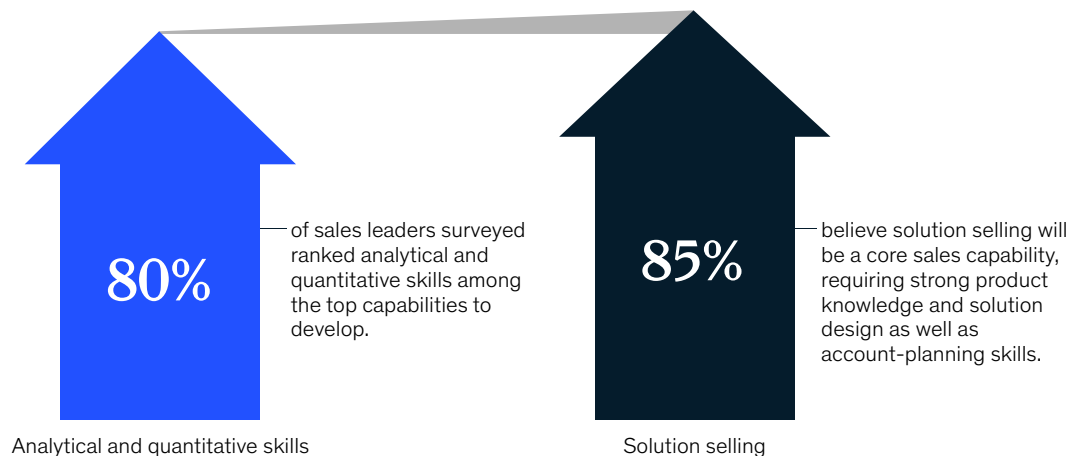 80%
of sales leaders surveyed
ranked analytical and
quantitative skills among
the top capabilities to
develop.
Analytical and quantitative skills
85%
believe solution selling will
be a core sales capability,
requiring strong product
knowledge and solution
design as well as
account-planning skills.
Solution selling